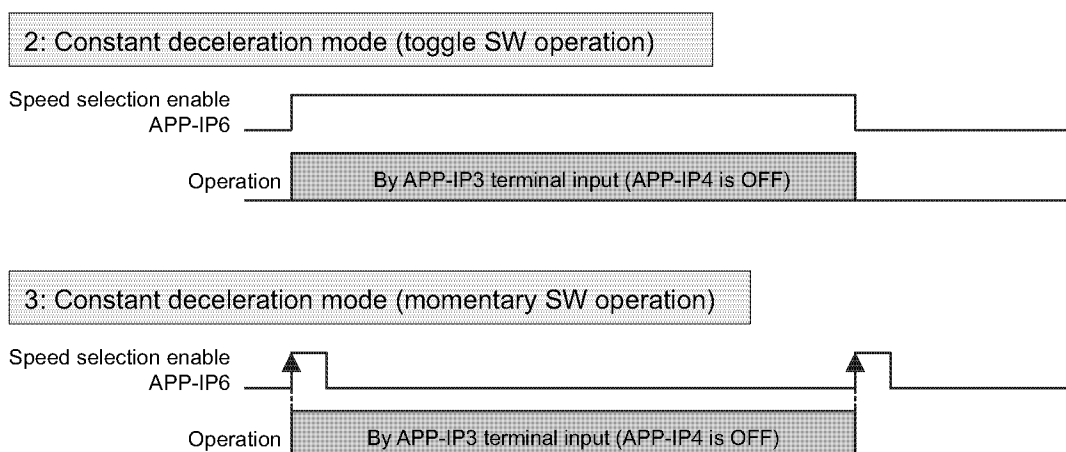 2: Constant deceleration mode (toggle SW operation)
Speed selection enable
APP-IP6
Operation
By APP-IP3 terminal input (APP-IP4 is OFF)
3: Constant deceleration mode (momentary SW operation)
Speed selection enable
APP-IP6
Operation
By APP-IP3 terminal input (APP-IP4 is OFF)